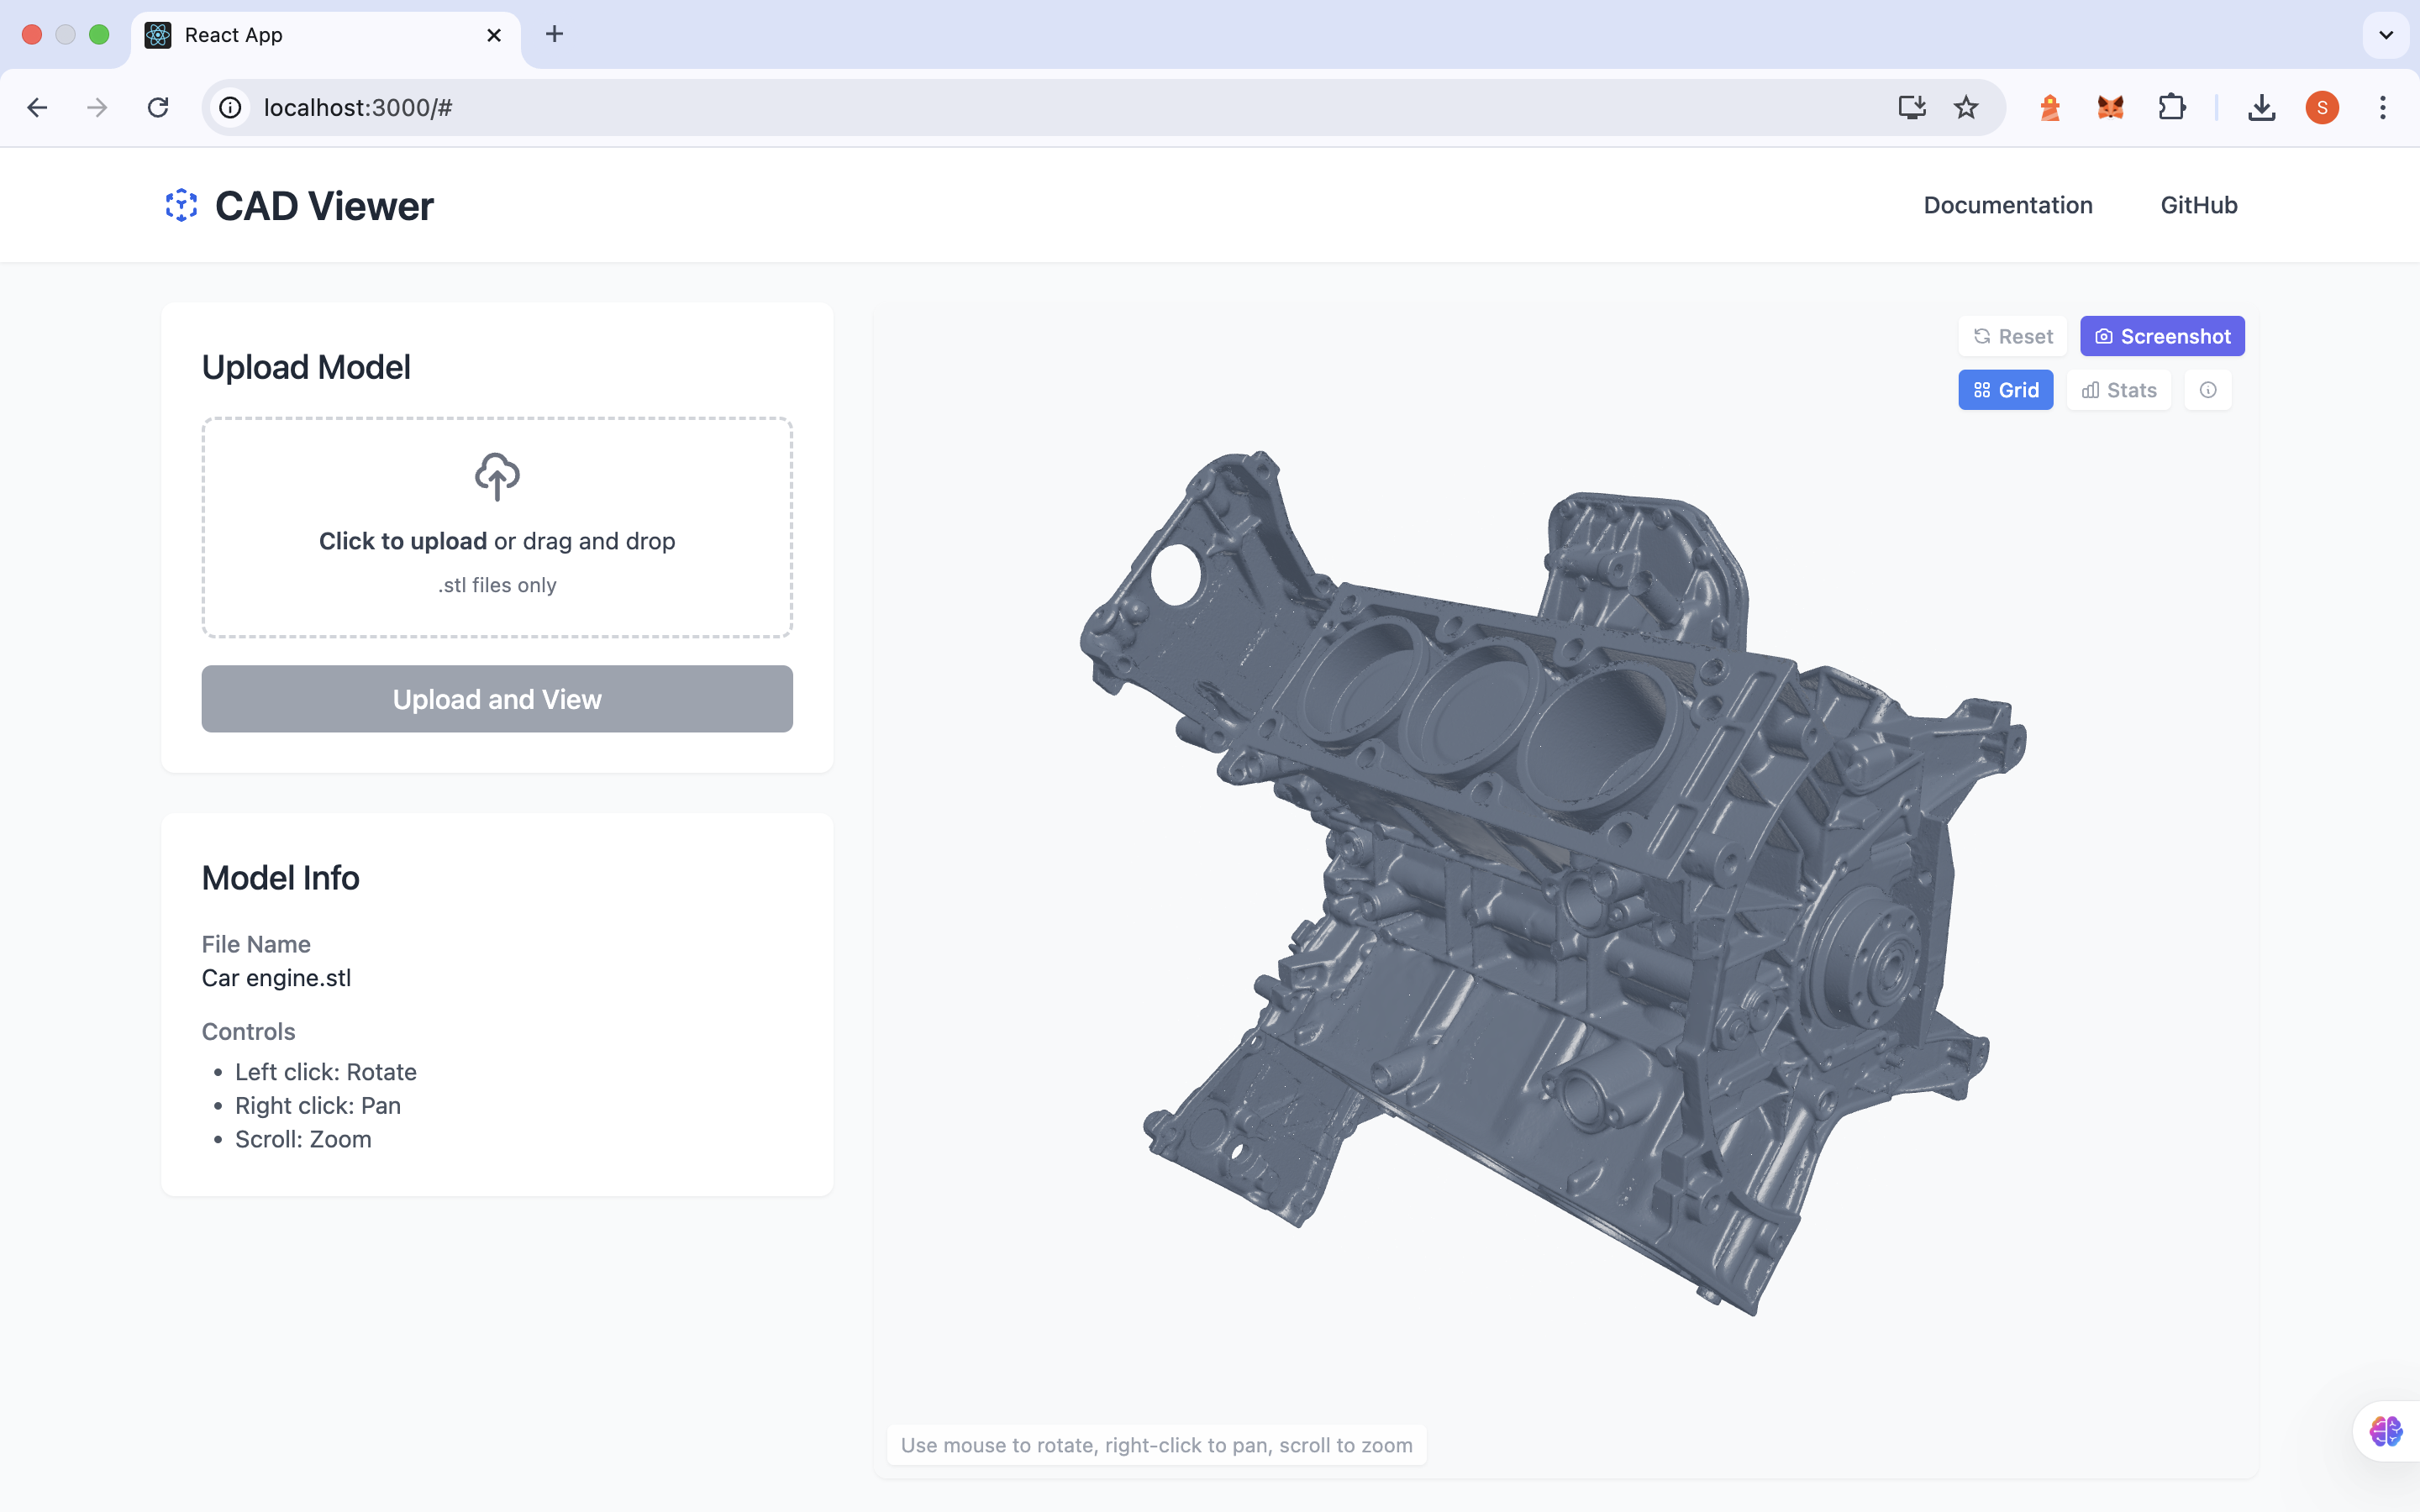 React App
localhost:3000/#
S
CAD Viewer
Documentation
GitHub
Upload Model
Click to upload or drag and drop
.stl files only
Upload and View
Model Info
File Name
Car engine.stl
Controls
• Left click: Rotate
• Right click: Pan
• Scroll: Zoom
Reset
Screenshot
Grid
Stats
Use mouse to rotate, right-click to pan, scroll to zoom